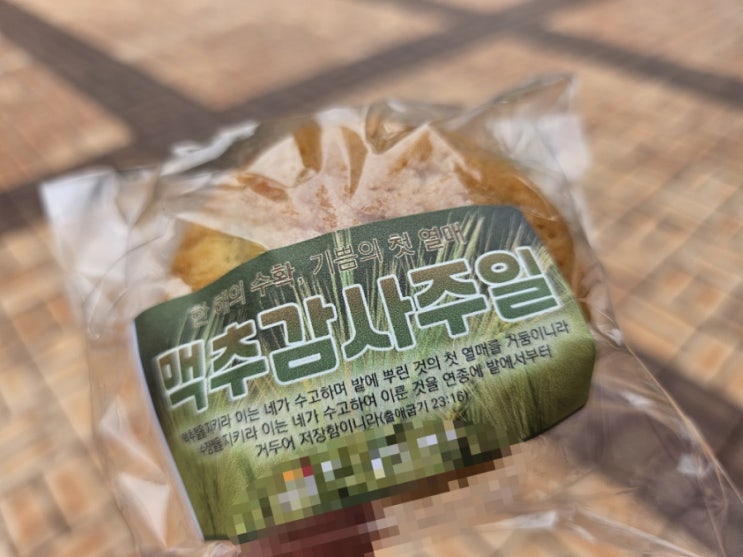 한 해의 수확, 기쁨의 첫 열매
맥추감사주일
맥추절을 지키라 이는 네가 수고하며 밭에 뿌린 것의 첫 열매를 거둠이니라
수장절을 지키라 이는 네가 수고하여 이룬 것을 연종에 밭에서부터
거두어 저장함이니라(출애굽기 23:16)